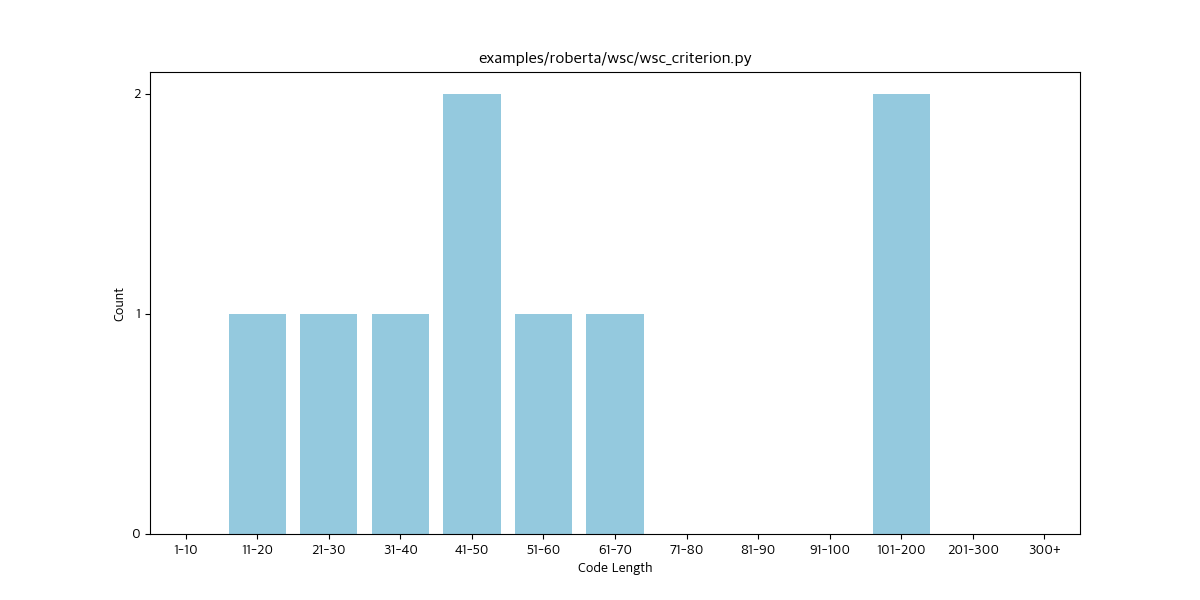 examples/roberta/wsc/wsc_criterion.py
2
1
0
Count
1-10 11-20 21-30 31-40 41-50 51-60 61-70 71-80 81-90 91-100 101-200 201-300 300+
Code Length